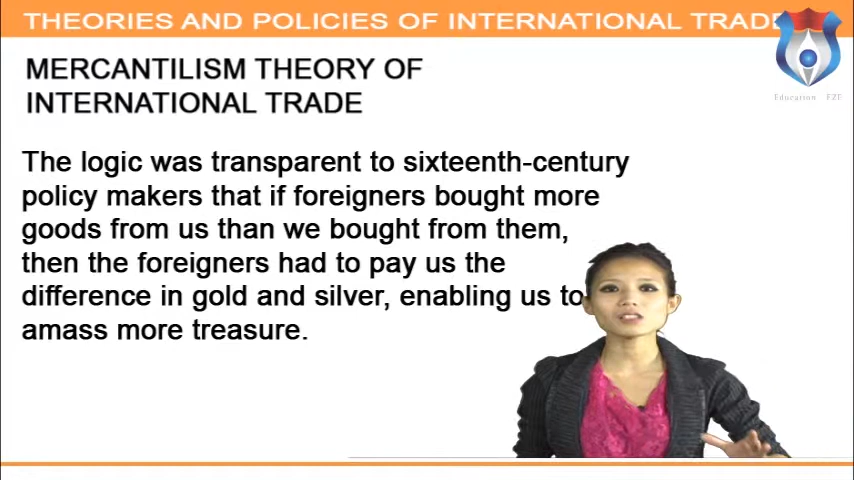 THEORIES AND POLICIES OF INTERNATIONAL TRADE
MERCANTILISM THEORY OF
INTERNATIONAL TRADE
The logic was transparent to sixteenth-century
policy makers that if foreigners bought more
goods from us than we bought from them,
then the foreigners had to pay us the
difference in gold and silver, enabling us to
amass more treasure.
Education FZE